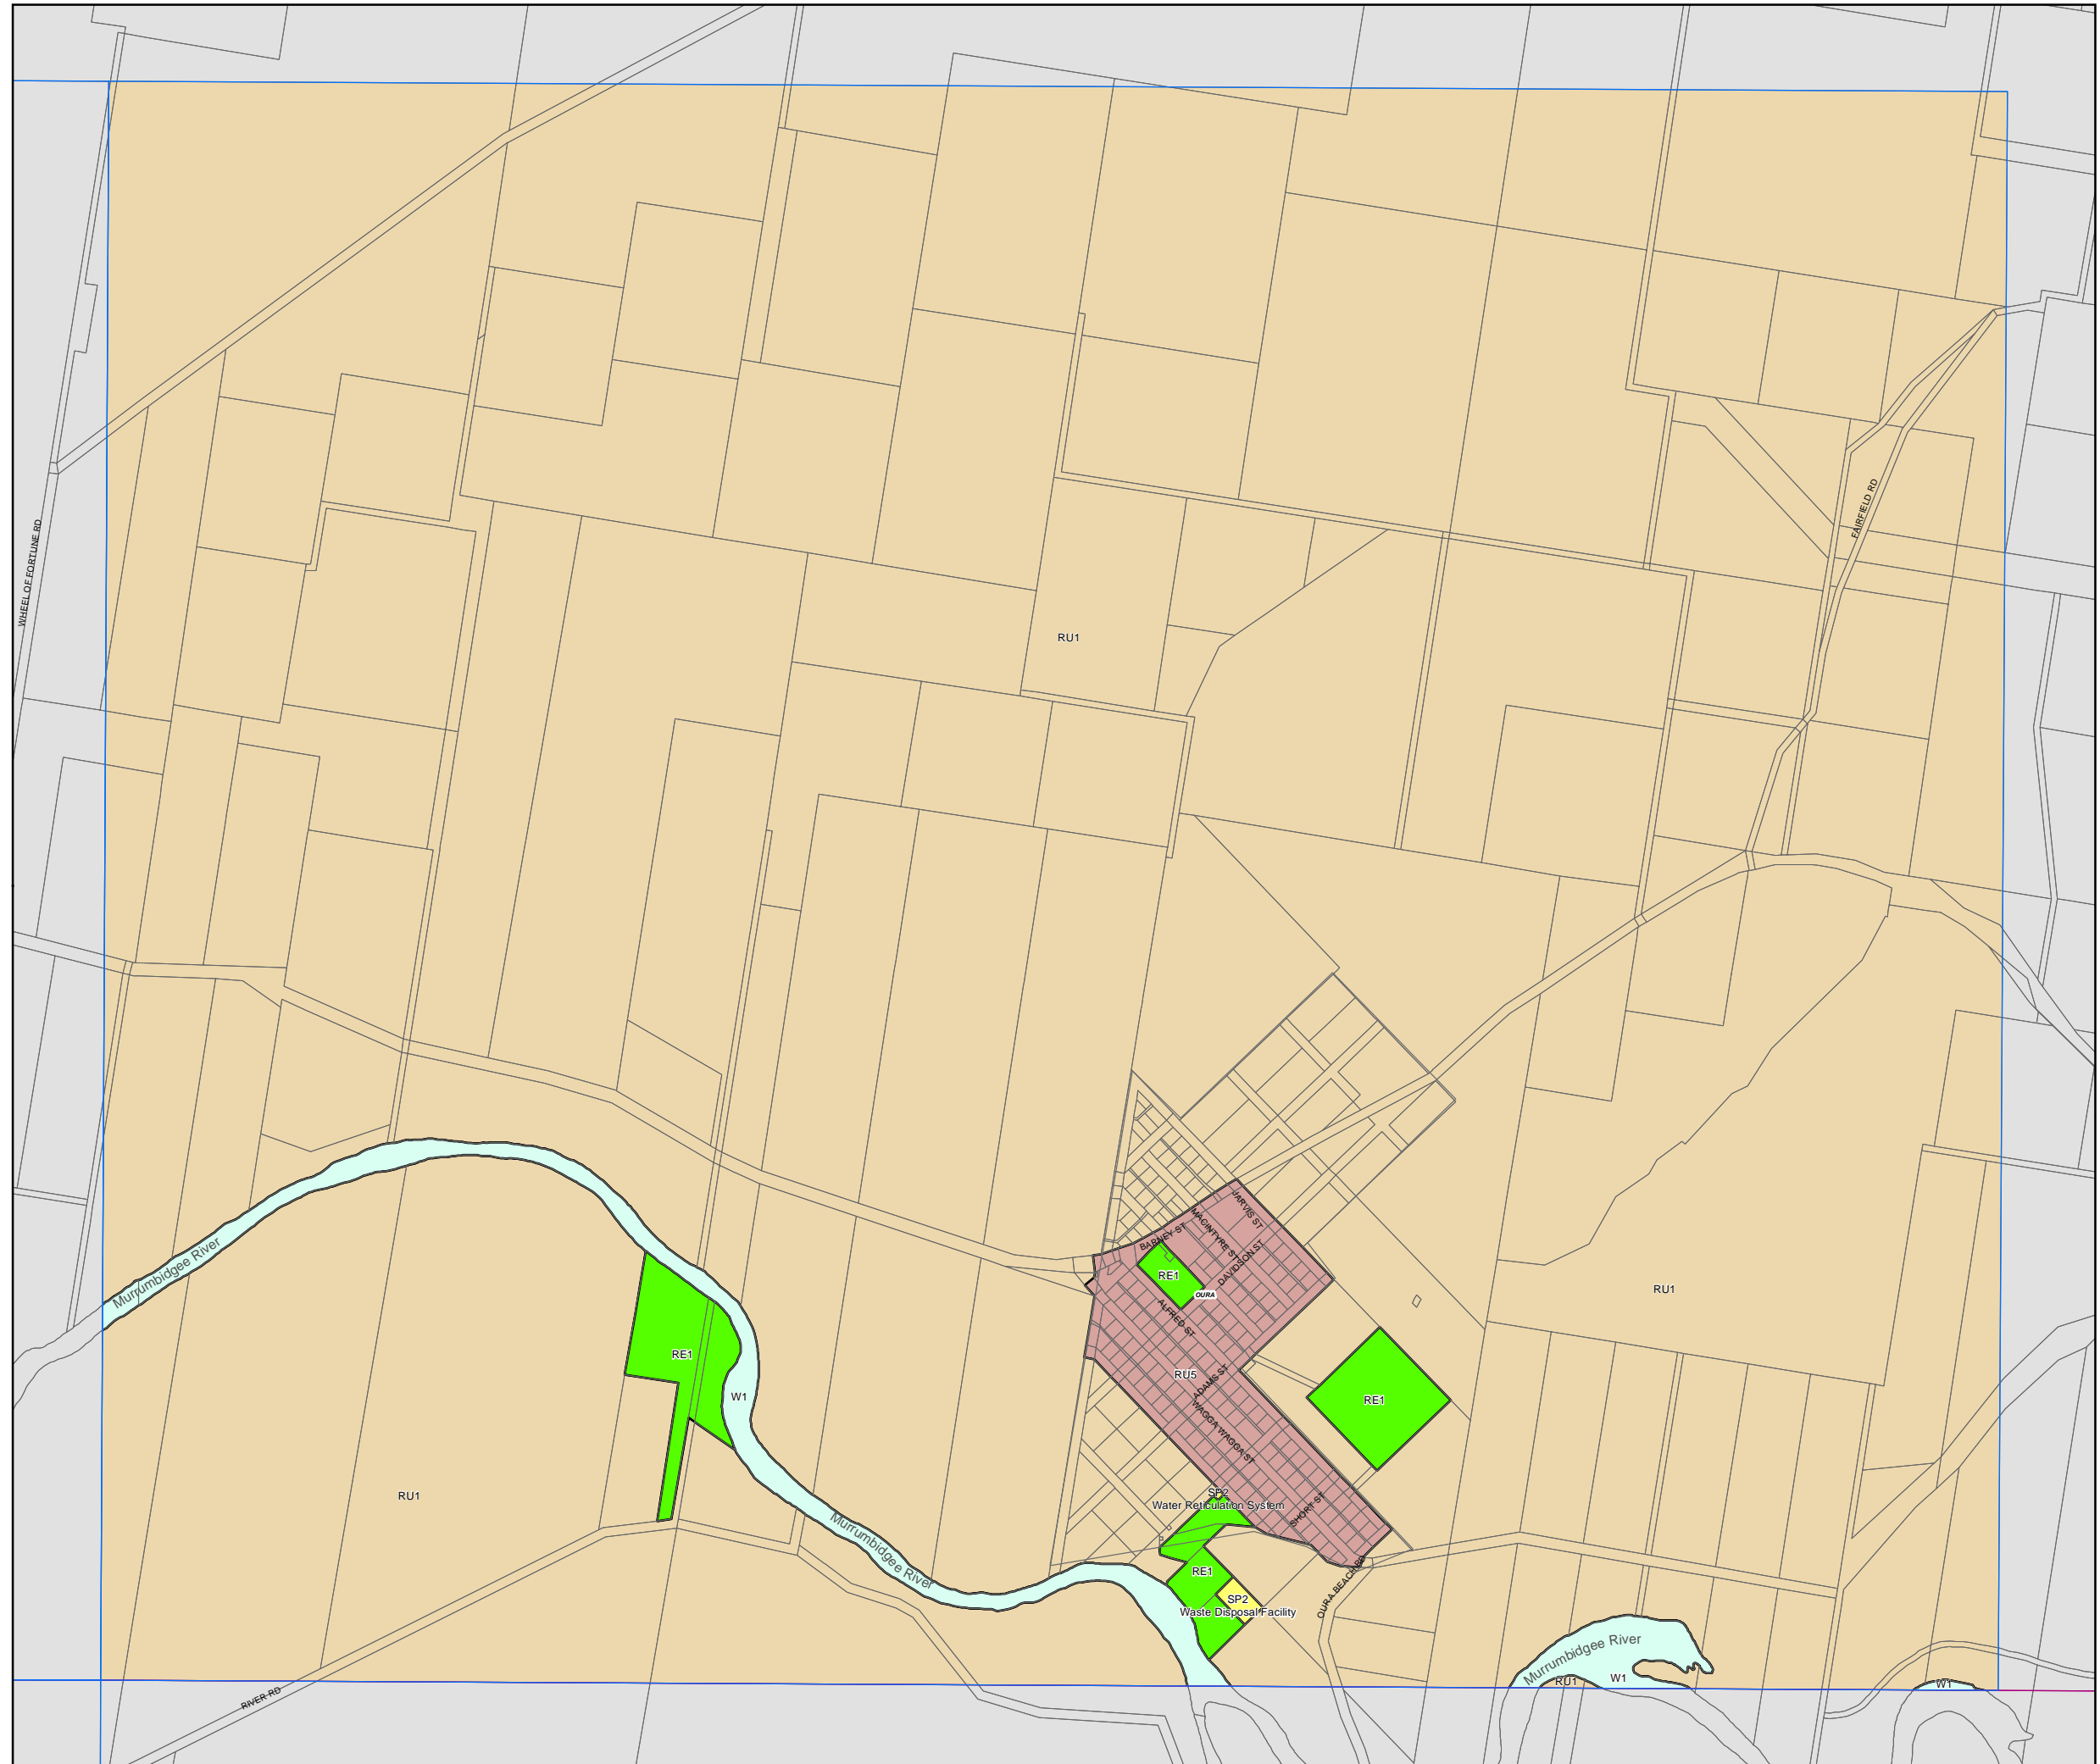 FAIRFIELD RD
WHEEL OF FORTUNE RD
RU1
JARVIS ST
MACINTYRE ST
BARNEY ST
DAVIDSON ST
Murrumbidgee River
RE1
OURA
RU1
ALFRED ST
RE1
RU5
ADAMS ST
W1
RE1
WAGGA WAGGA ST
RU1
SP2
Water Reticulation System
SHORT ST
Murrumbidgee River
RE1
OURA BEACH RD
SP2
Waste Disposal Facility
Murrumbidgee River
RU1
W1
W1
RIVER RD